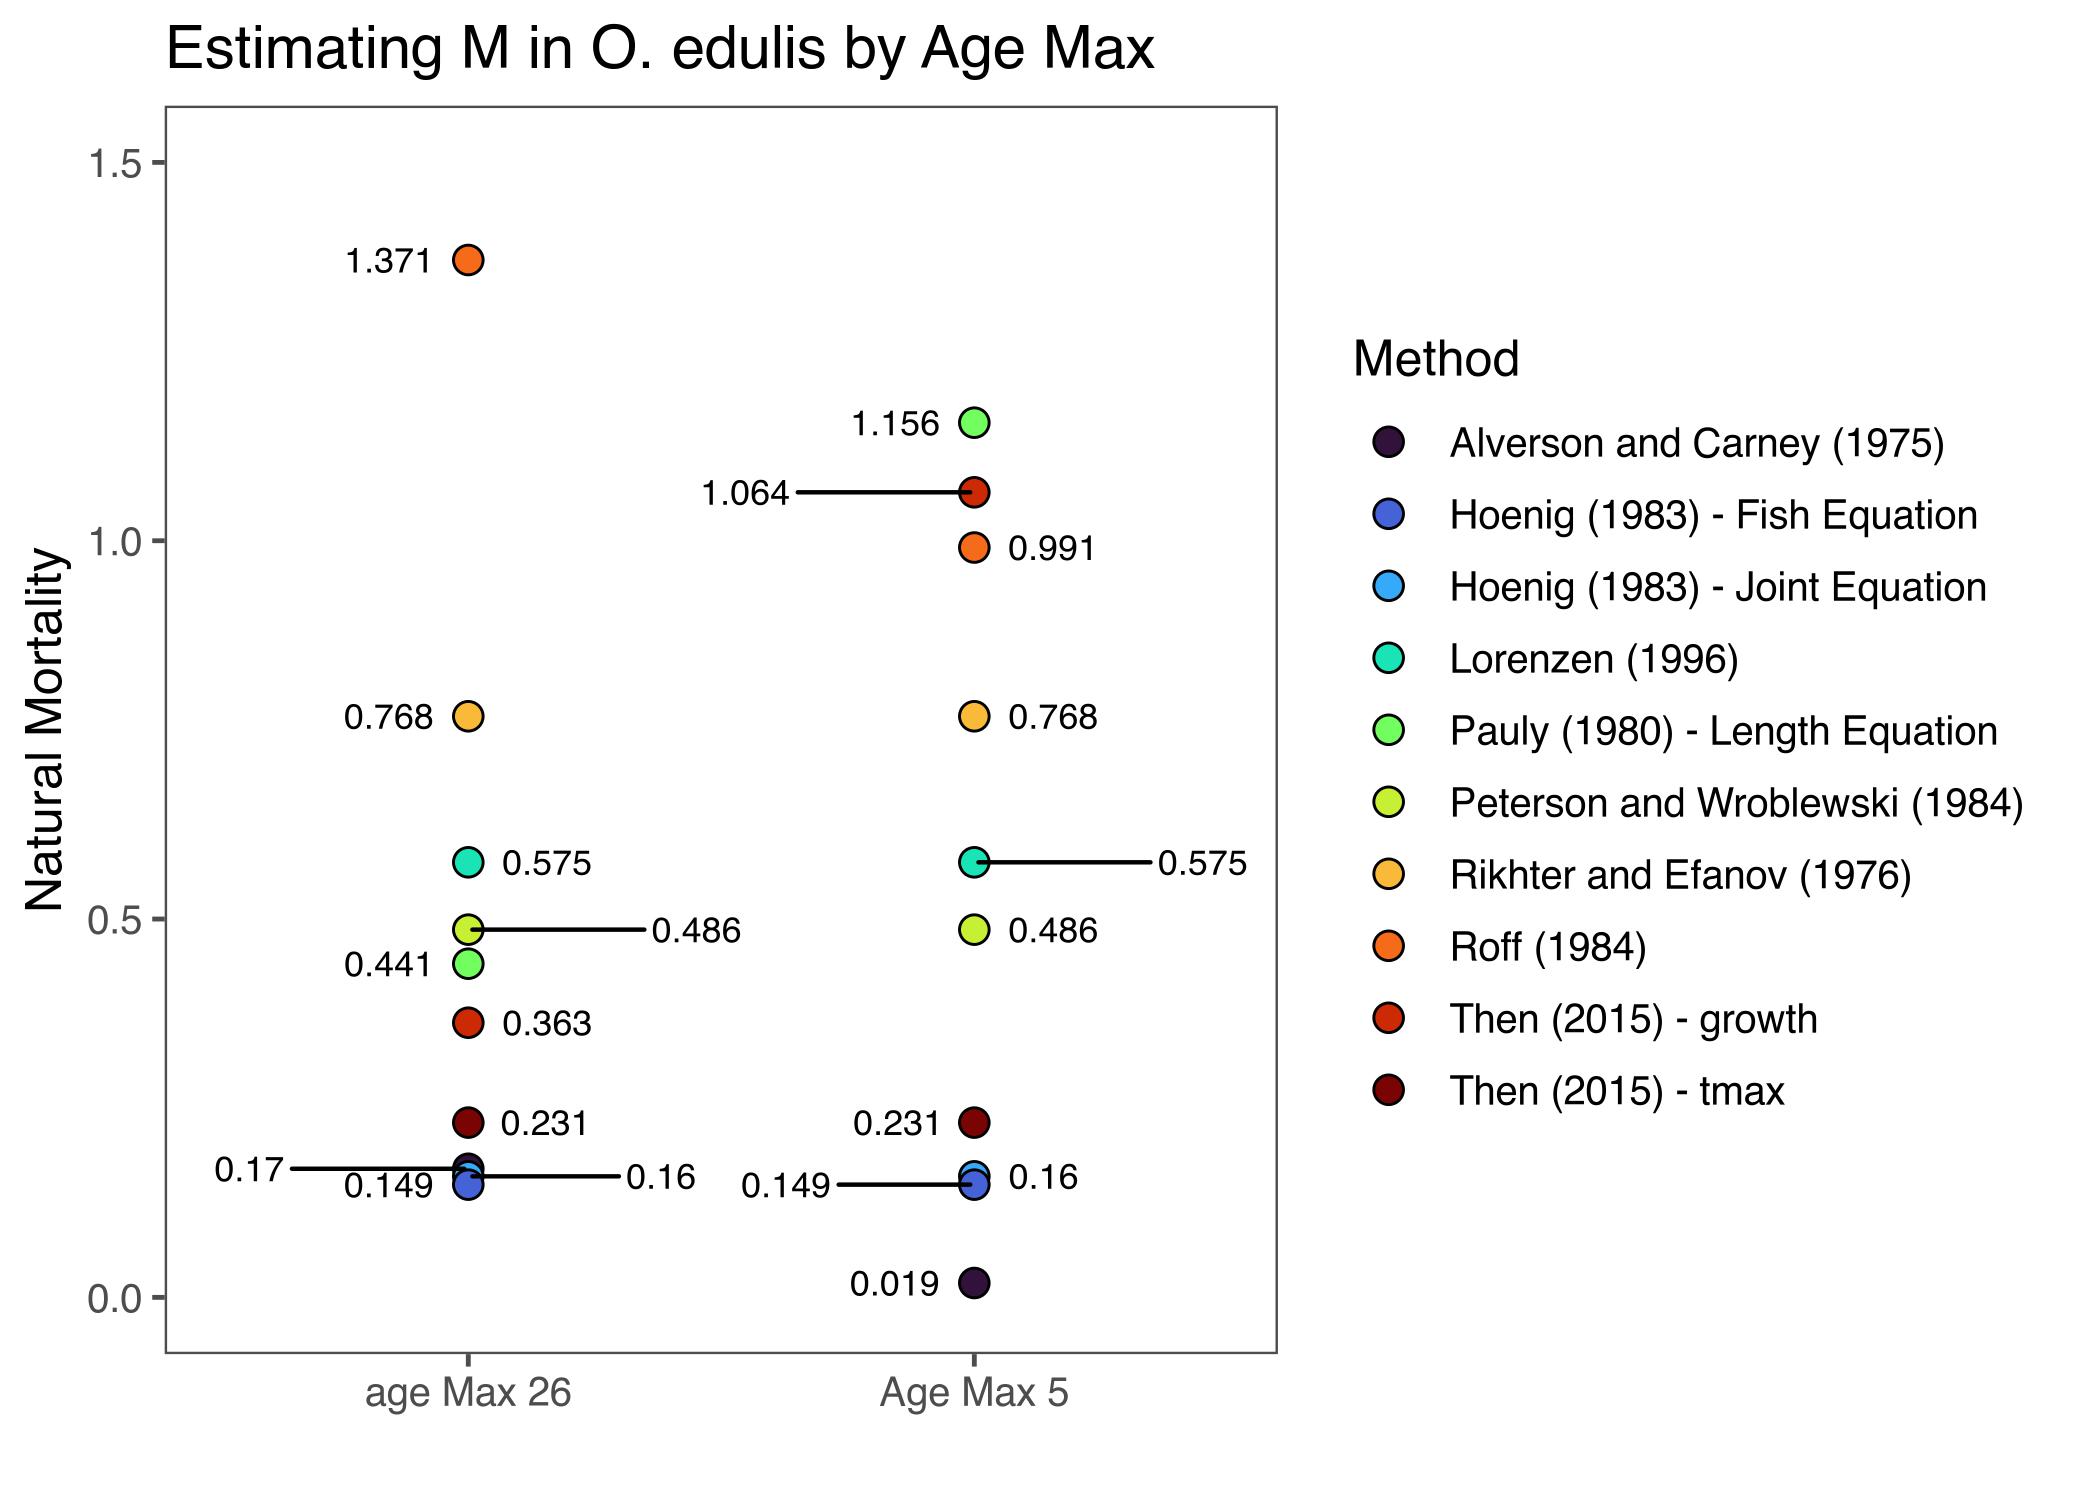 Estimating M in O. edulis by Age Max
Natural Mortality
1.5
1.0
0.5
0.0
1.371
0.768
0.575
0.486
0.441
0.363
0.231
0.17
0.149
0.16
1.156
1.064
0.991
0.768
0.575
0.486
0.231
0.149
0.16
0.019
age Max 26
Age Max 5
Method
Alverson and Carney (1975)
Hoenig (1983) - Fish Equation
Hoenig (1983) - Joint Equation
Lorenzen (1996)
Pauly (1980) - Length Equation
Peterson and Wroblewski (1984)
Rikhter and Efanov (1976)
Roff (1984)
Then (2015) - growth
Then (2015) - tmax